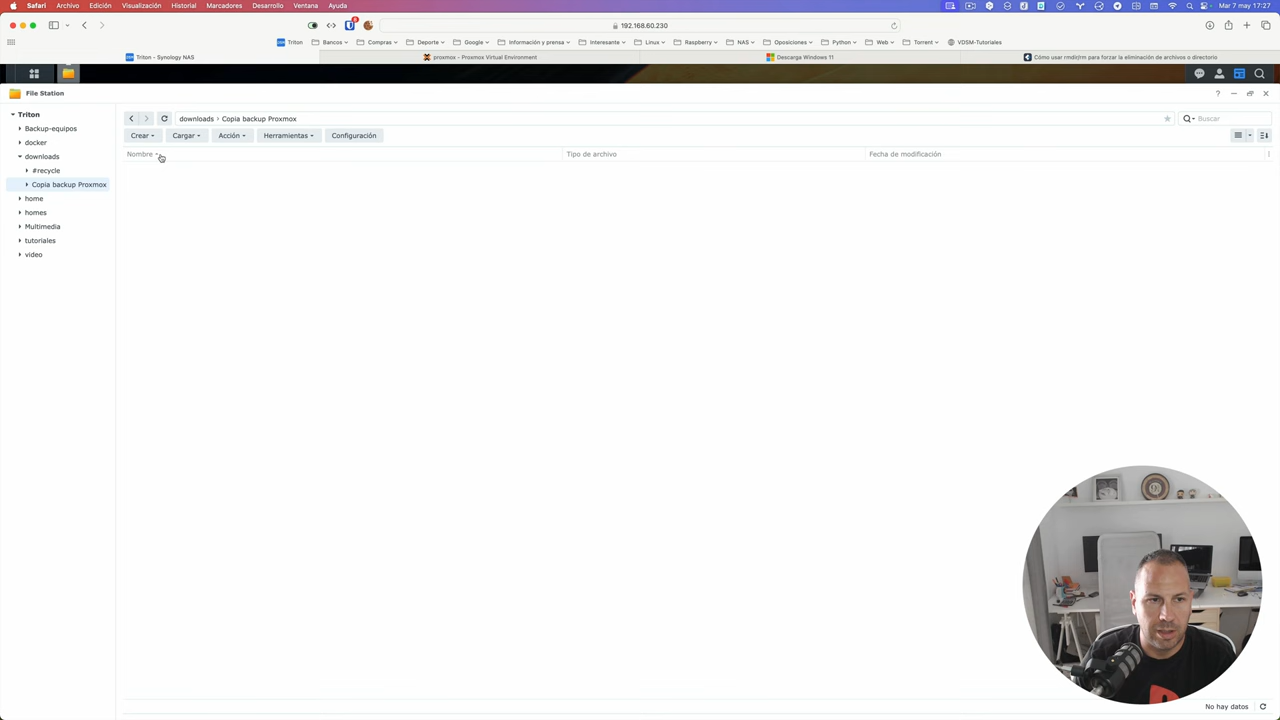 Safari Archivo Edición Visualización Historial Marcadores Desarrollo Ventana Ayuda Mar 7 may 17:27
192.168.60.230
Triton Bancos Compras Deporte Google Información y prensa Interesante Linux Raspberry NAS Oposiciones Python Web Torrent VDSM-Tutoriales
Triton - Synology NAS proxmox - Proxmox Virtual Environment Descarga Windows 11 Cómo usar rmdir/rm para forzar la eliminación de archivos o directorio
File Station
Triton
Backup-equipos
docker
downloads
#recycle
Copia backup Proxmox
home
homes
Multimedia
tutoriales
video
downloads › Copia backup Proxmox
Buscar
Crear Cargar Acción Herramientas Configuración
Nombre Tipo de archivo Fecha de modificación
No hay datos